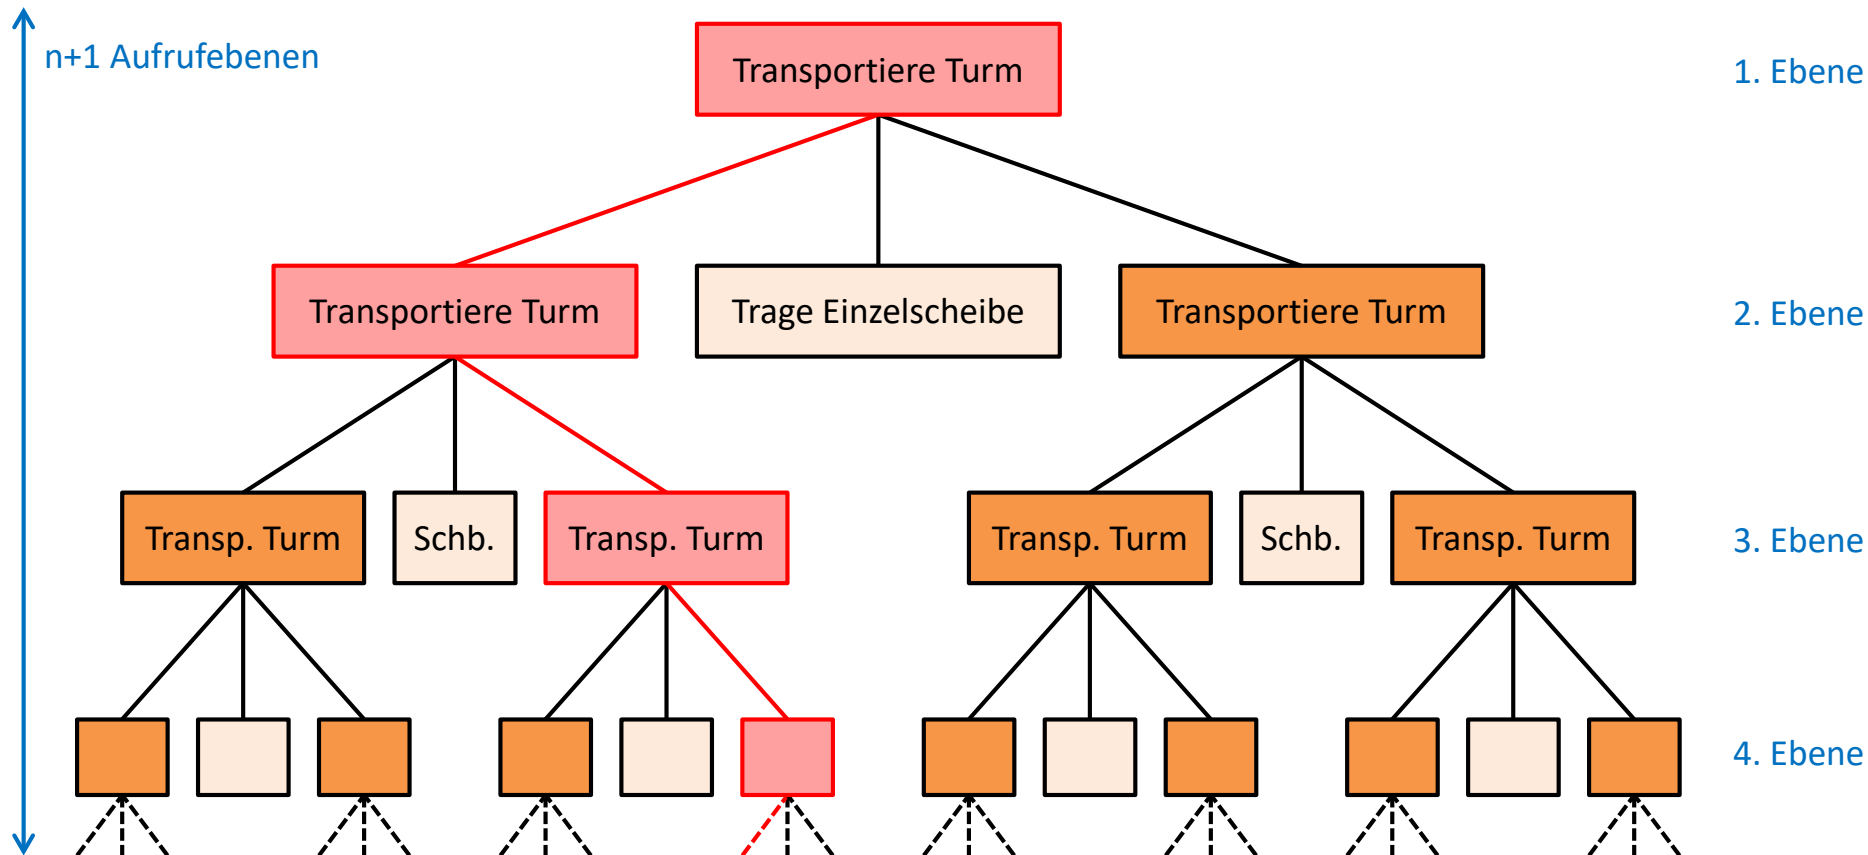 n+1 Aufrufebenen
Transportiere Turm
1. Ebene
Transportiere Turm
Trage Einzelscheibe
Transportiere Turm
2. Ebene
Transp. Turm
Schb.
Transp. Turm
Transp. Turm
Schb.
Transp. Turm
3. Ebene
4. Ebene